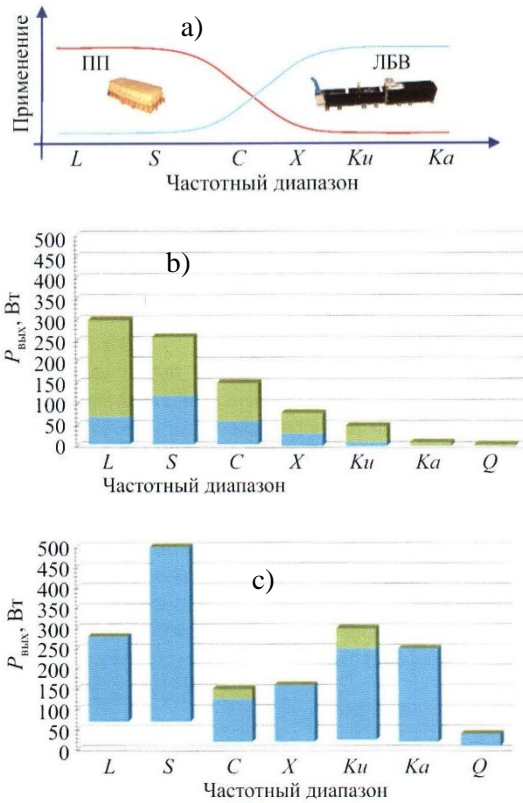 a)
Применение
ПП
ЛБВ
L S C X Ku Ka
Частотный диапазон
b)
Pвых, Вт
500
450
400
350
300
250
200
150
100
50
0
L S C X Ku Ka Q
Частотный диапазон
c)
Pвых, Вт
500
450
400
350
300
250
200
150
100
50
0
L S C X Ku Ka Q
Частотный диапазон